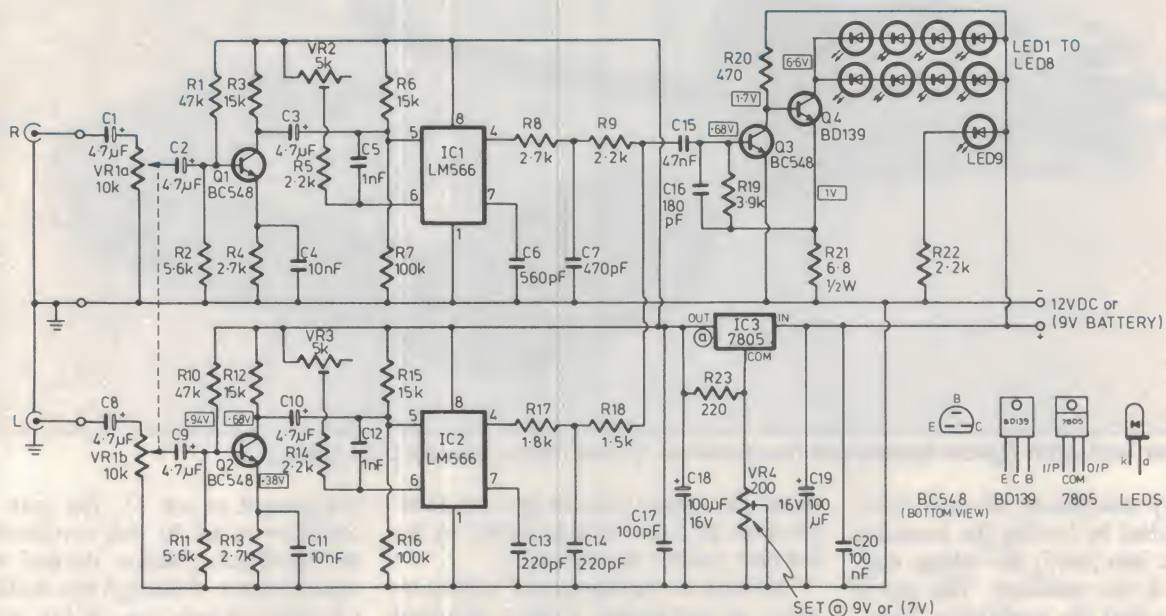 R
C1
4.7µF
VR1a
10k
C2
4.7µF
R1
47k
R3
15k
R2
5.6k
R4
2.7k
Q1
BC548
C4
10nF
VR2
5k
C3
4.7µF
R5
2.2k
C5
1nF
R6
15k
R7
100k
5
6
8
4
7
1
IC1
LM566
R8
2.7k
R9
2.2k
C6
560pF
C7
470pF
C15
47nF
C16
180
pF
R19
3.9k
R20
470
1.7V
.68V
6.6V
Q3
BC548
Q4
BD139
1V
R21
6.8
1/2W
R22
2.2k
LED9
LED1 TO
LED8
-
12VDC or
(9V BATTERY)
+
L
C8
4.7µF
VR1b
10k
C9
4.7µF
R10
47k
R12
15k
.94V
.68V
.38V
Q2
BC548
R11
5.6k
R13
2.7k
C11
10nF
VR3
5k
C10
4.7µF
R14
2.2k
C12
1nF
R15
15k
R16
100k
5
6
8
4
7
1
IC2
LM566
R17
1.8k
R18
1.5k
C13
220pF
C14
220pF
C17
100pF
OUT
IC3
7805
IN
COM
ⓐ
R23
220
C18
100µF
16V
VR4
200
C19
100
µF
16V
C20
100
nF
SET ⓐ 9V or (7V)
B
E
C
BC548
(BOTTOM VIEW)
BD139
E C B
BD139
7805
I/P
COM
O/P
7805
k
a
LEDS